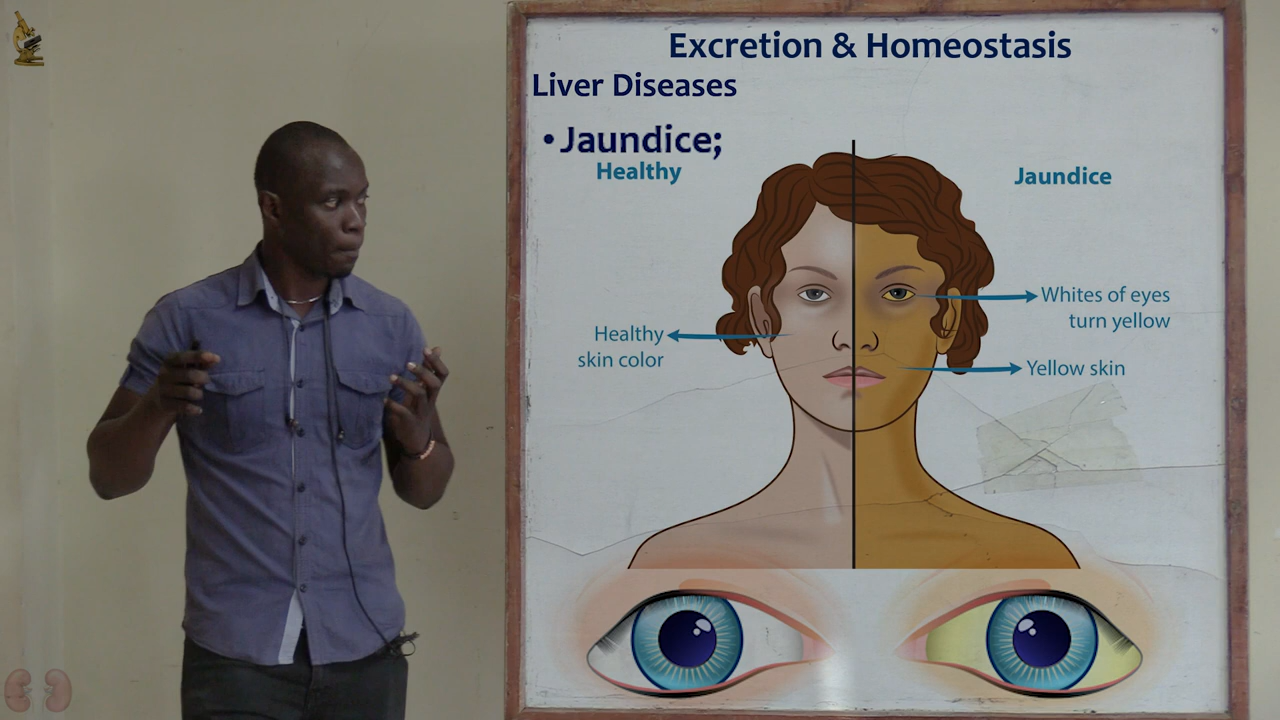 Excretion & Homeostasis
Liver Diseases
• Jaundice;
Healthy
Jaundice
Whites of eyes
turn yellow
Healthy
skin color
Yellow skin